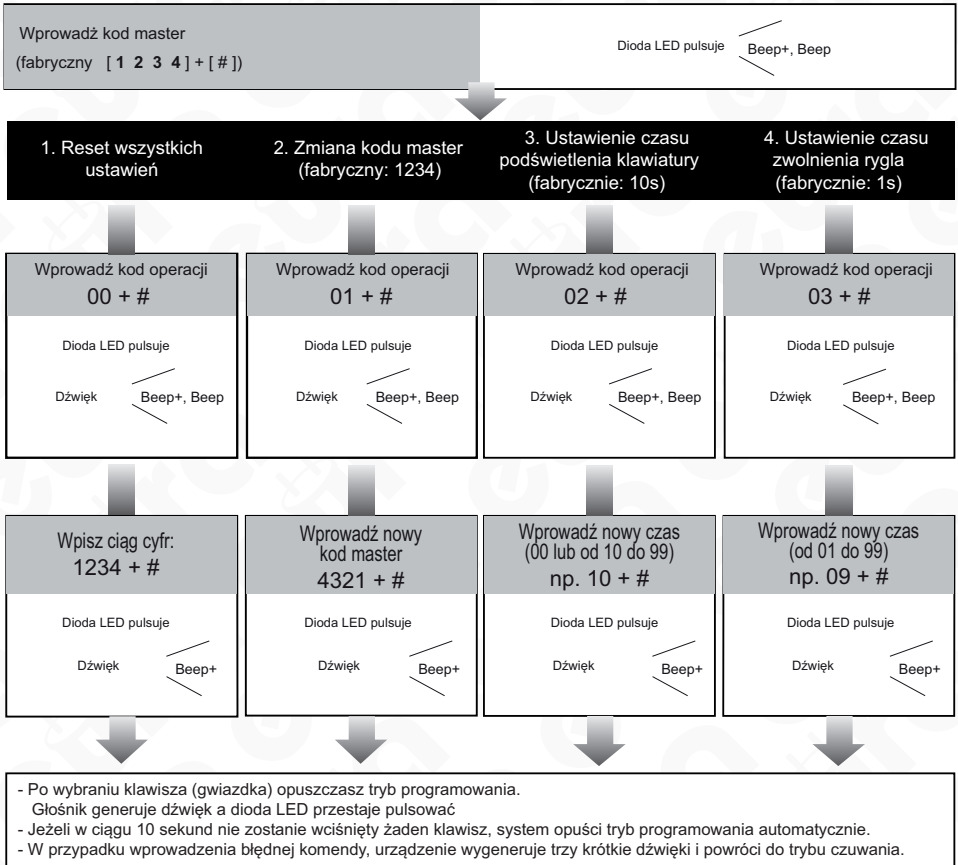 Wprowadż kod master
(fabryczny [ 1 2 3 4 ] + [ # ])
Dioda LED pulsuje
Beep+, Beep
1. Reset wszystkich
ustawień
2. Zmiana kodu master
(fabryczny: 1234)
3. Ustawienie czasu
podświetlenia klawiatury
(fabrycznie: 10s)
4. Ustawienie czasu
zwolnienia rygla
(fabrycznie: 1s)
Wprowadź kod operacji
00 + #
Wprowadź kod operacji
01 + #
Wprowadź kod operacji
02 + #
Wprowadź kod operacji
03 + #
Dioda LED pulsuje
Dźwięk
Beep+, Beep
Dioda LED pulsuje
Dźwięk
Beep+, Beep
Dioda LED pulsuje
Dźwięk
Beep+, Beep
Dioda LED pulsuje
Dźwięk
Beep+, Beep
Wpisz ciąg cyfr:
1234 + #
Wprowadź nowy
kod master
4321 + #
Wprowadź nowy czas
(00 lub od 10 do 99)
np. 10 + #
Wprowadź nowy czas
(od 01 do 99)
np. 09 + #
Dioda LED pulsuje
Dźwięk
Beep+
Dioda LED pulsuje
Dźwięk
Beep+
Dioda LED pulsuje
Dźwięk
Beep+
Dioda LED pulsuje
Dźwięk
Beep+
- Po wybraniu klawisza (gwiazdka) opuszczasz tryb programowania.
Głośnik generuje dźwięk a dioda LED przestaje pulsować
- Jeżeli w ciągu 10 sekund nie zostanie wciśnięty żaden klawisz, system opuści tryb programowania automatycznie.
- W przypadku wprowadzenia błędnej komendy, urządzenie wygeneruje trzy krótkie dźwięki i powróci do trybu czuwania.